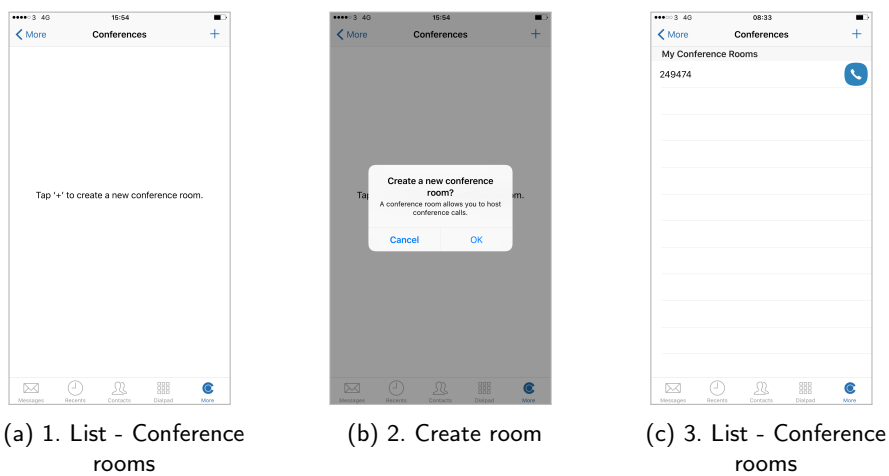 3 4G 15:54
More Conferences +
Tap '+' to create a new conference room.
Messages Recents Contacts Dialpad More
(a) 1. List - Conference
rooms
3 4G 15:54
More Conferences +
Create a new conference
room?
Tap
om.
A conference room allows you to host
conference calls.
Cancel OK
Messages Recents Contacts Dialpad More
(b) 2. Create room
3 4G 08:33
More Conferences +
My Conference Rooms
249474
Messages Recents Contacts Dialpad More
(c) 3. List - Conference
rooms